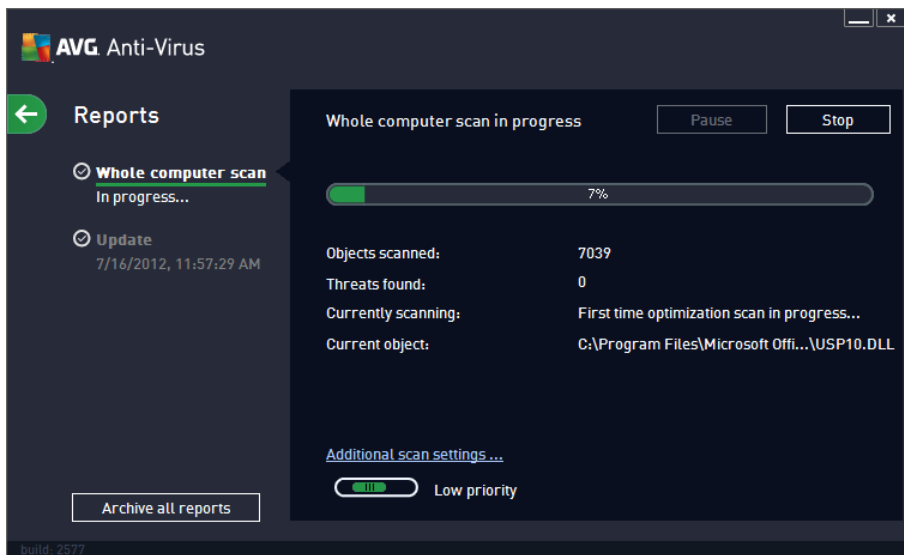 AVG. Anti-Virus
Reports
Whole computer scan
In progress...
Update
7/16/2012, 11:57:29 AM
Archive all reports
Whole computer scan in progress
Pause
Stop
7%
Objects scanned: 7039
Threats found: 0
Currently scanning: First time optimization scan in progress...
Current object: C:\Program Files\Microsoft Offi...\USP10.DLL
Additional scan settings ...
Low priority
build: 2577